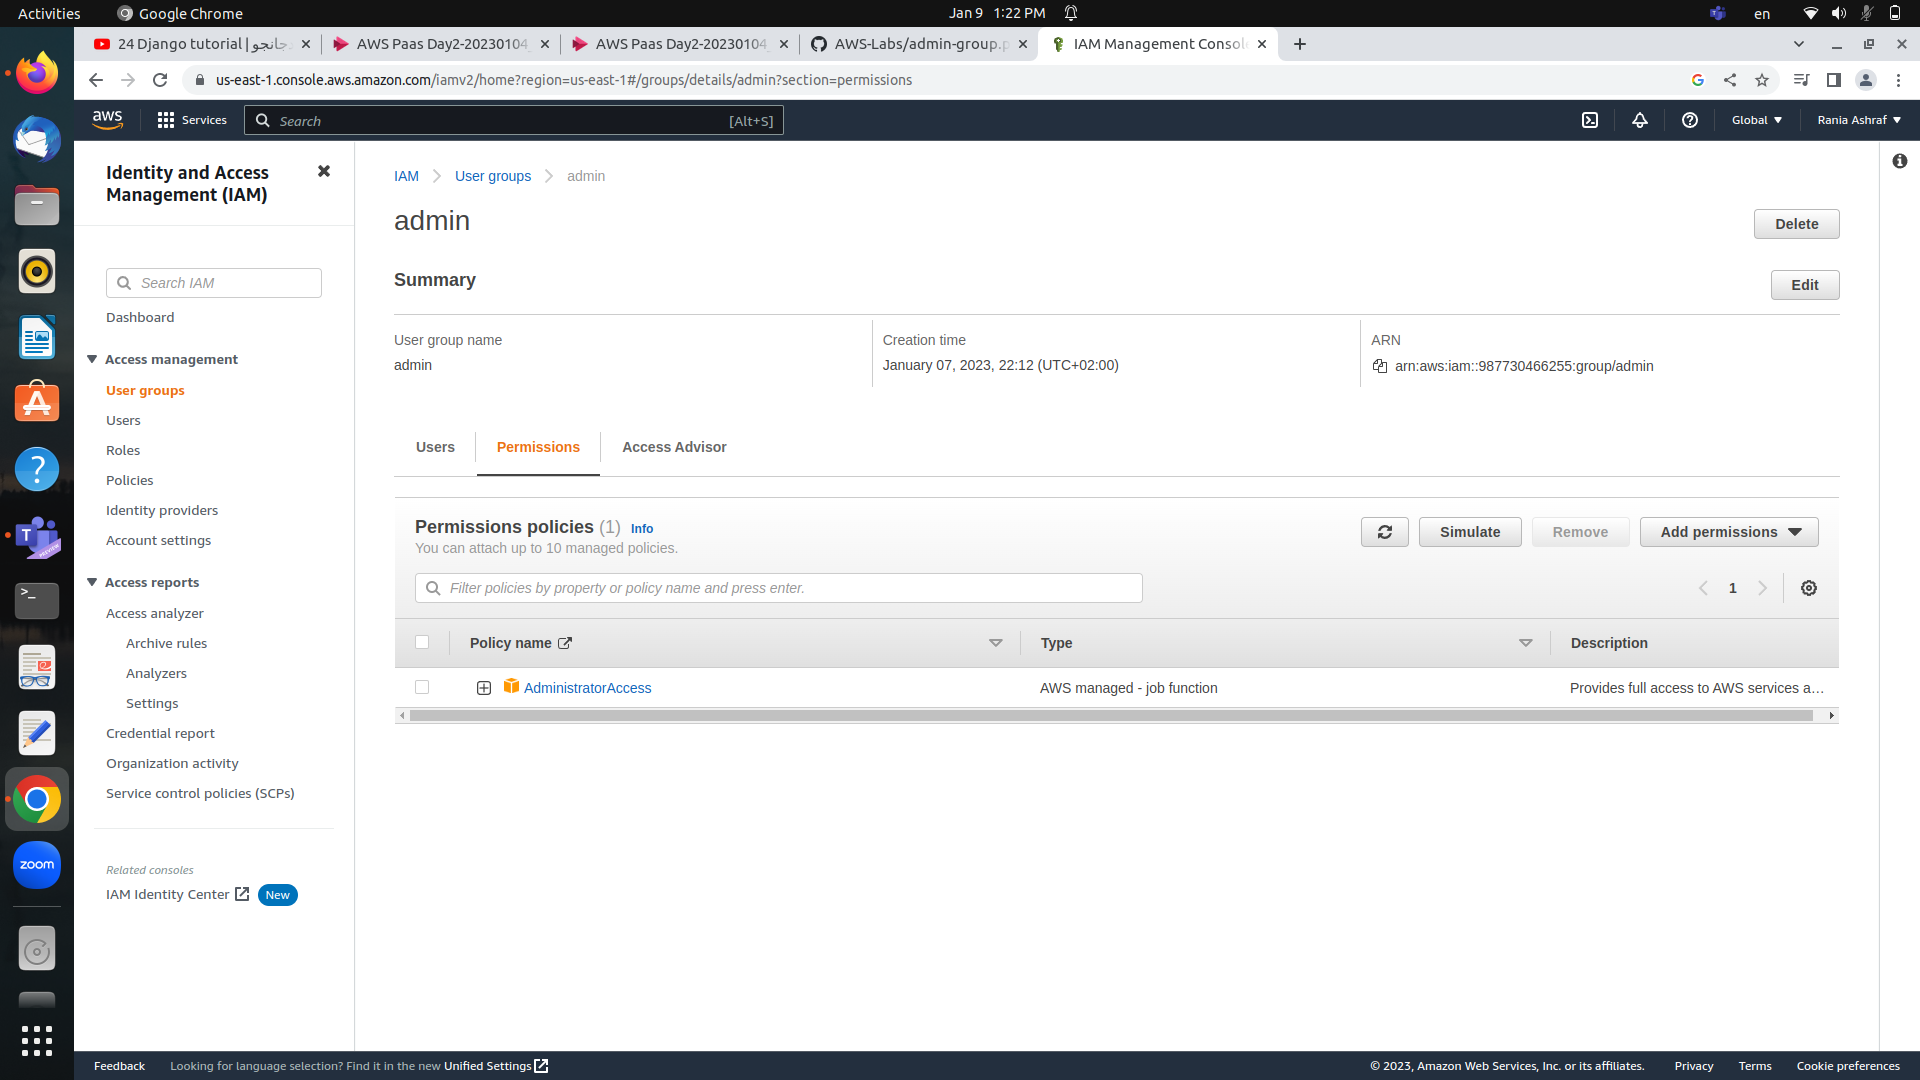 Activities
Google Chrome
Jan 9 1:22 PM
en
24 Django tutorial | جانجو
AWS Paas Day2-20230104
AWS Paas Day2-20230104
AWS-Labs/admin-group.p
IAM Management Consol
us-east-1.console.aws.amazon.com/iamv2/home?region=us-east-1#/groups/details/admin?section=permissions
aws
Services
Search
[Alt+S]
Global
Rania Ashraf
Identity and Access
Management (IAM)
Search IAM
Dashboard
Access management
User groups
Users
Roles
Policies
Identity providers
Account settings
Access reports
Access analyzer
Archive rules
Analyzers
Settings
Credential report
Organization activity
Service control policies (SCPs)
Related consoles
IAM Identity Center
New
IAM
User groups
admin
admin
Delete
Summary
Edit
User group name
admin
Creation time
January 07, 2023, 22:12 (UTC+02:00)
ARN
arn:aws:iam::987730466255:group/admin
Users
Permissions
Access Advisor
Permissions policies (1) Info
You can attach up to 10 managed policies.
Simulate
Remove
Add permissions
Filter policies by property or policy name and press enter.
1
Policy name
Type
Description
AdministratorAccess
AWS managed - job function
Provides full access to AWS services a…
zoom
T
PREVIEW
Feedback
Looking for language selection? Find it in the new Unified Settings
© 2023, Amazon Web Services, Inc. or its affiliates.
Privacy
Terms
Cookie preferences